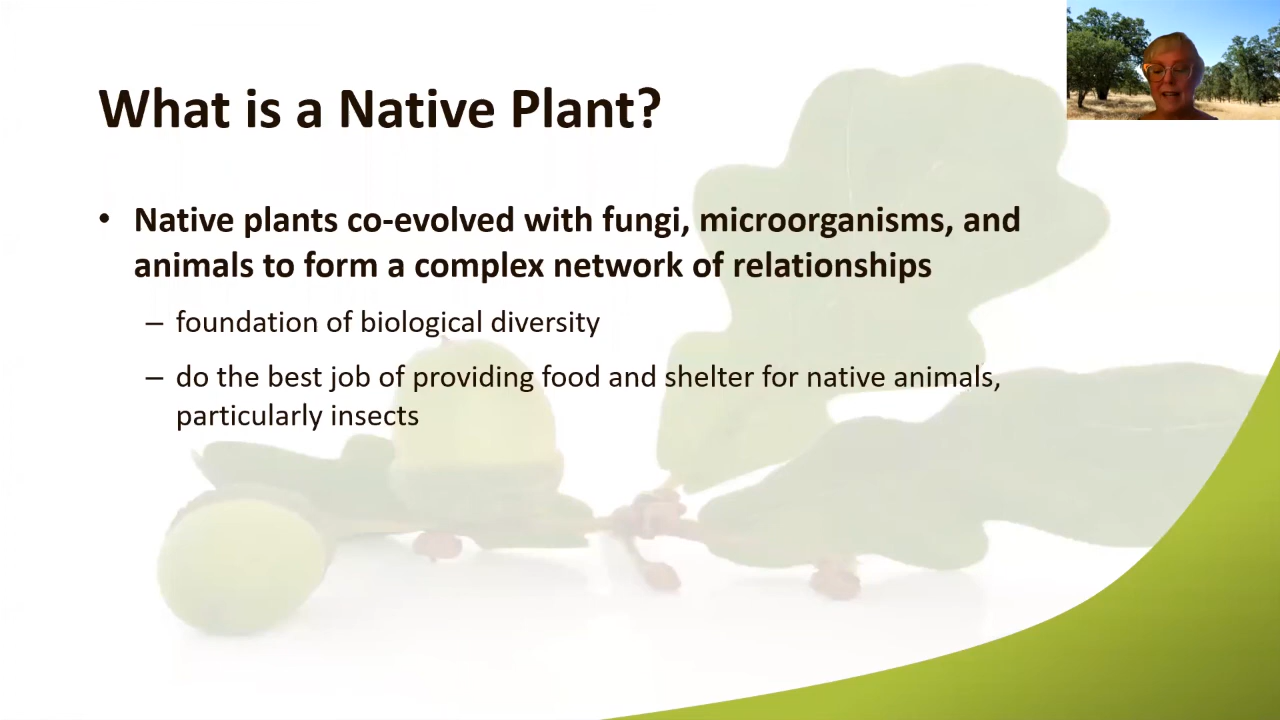 What is a Native Plant?
• Native plants co-evolved with fungi, microorganisms, and
animals to form a complex network of relationships
– foundation of biological diversity
– do the best job of providing food and shelter for native animals,
particularly insects